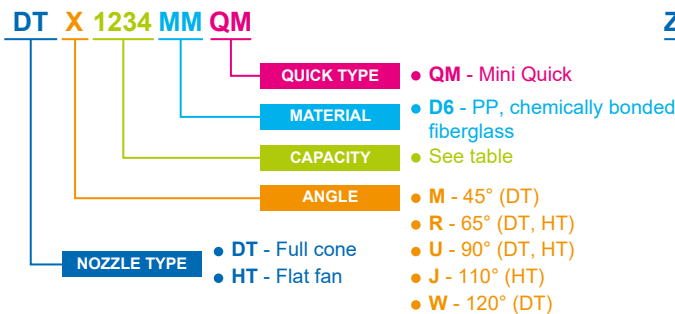 DT X 1234 MM QM
Z
QUICK TYPE
● QM - Mini Quick
MATERIAL
● D6 - PP, chemically bonded
fiberglass
CAPACITY
● See table
ANGLE
● M - 45° (DT)
● R - 65° (DT, HT)
● U - 90° (DT, HT)
● J - 110° (HT)
● W - 120° (DT)
NOZZLE TYPE
● DT - Full cone
● HT - Flat fan